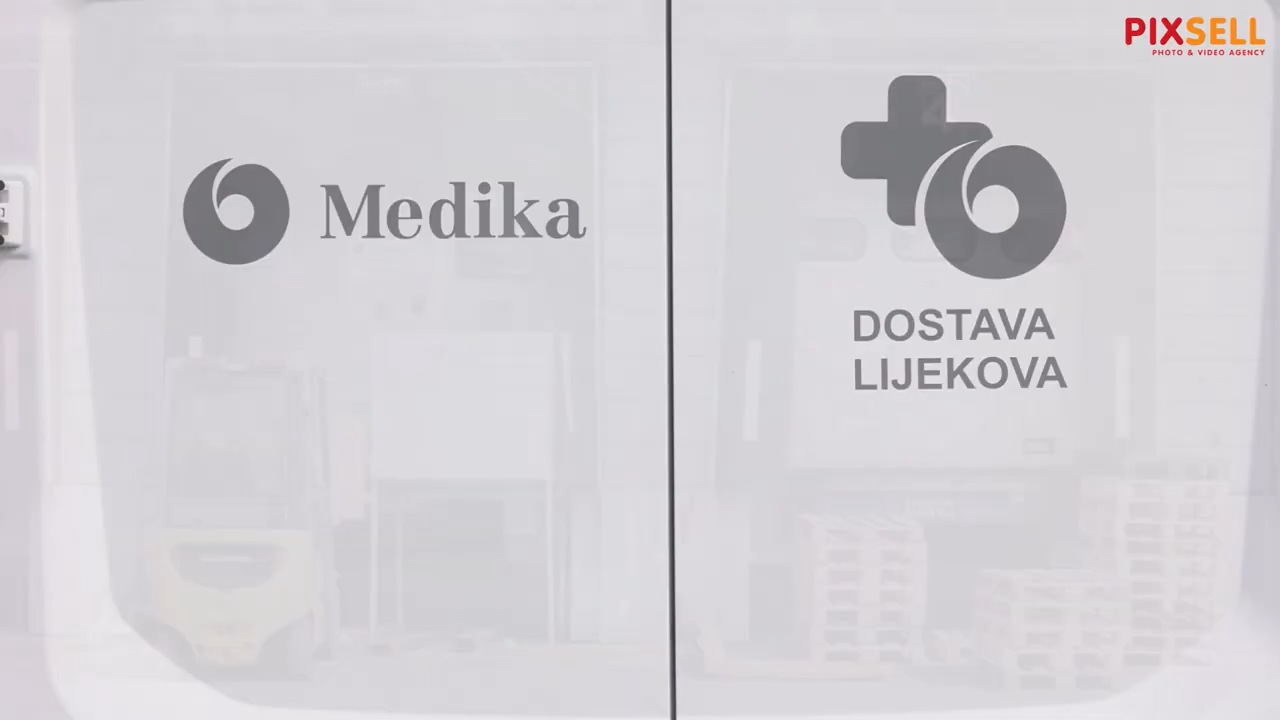 PIXSELL
PHOTO & VIDEO AGENCY
Medika
DOSTAVA
LIJEKOVA